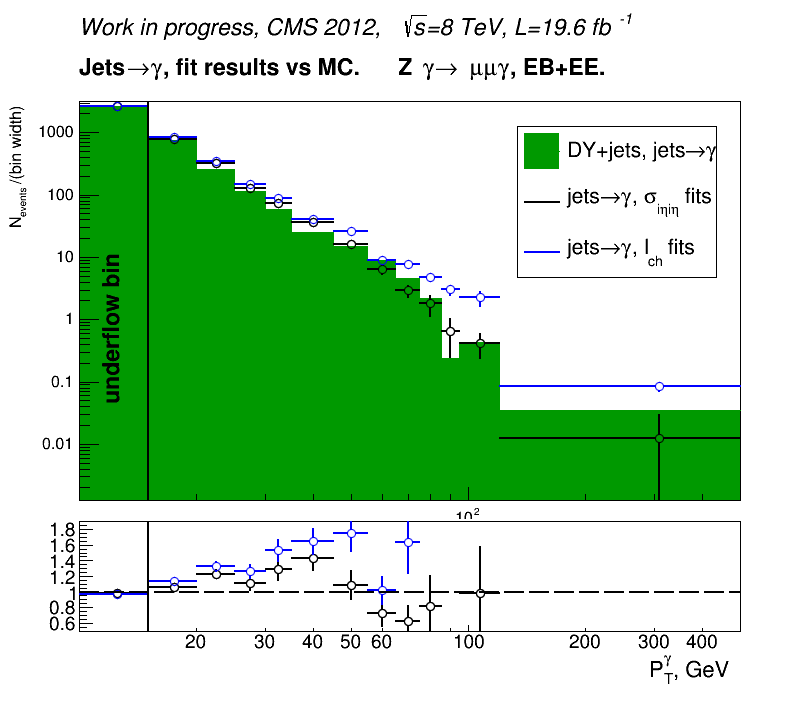 Work in progress, CMS 2012, √s=8 TeV, L=19.6 fb ⁻¹
Jets→γ, fit results vs MC. Z γ→ μμγ, EB+EE.
N_events /(bin width)
1000
100
10
1
0.1
0.01
underflow bin
DY+jets, jets→γ
jets→γ, σ_iηiη fits
jets→γ, I_ch fits
10²
1.8
1.6
1.4
1.2
1
0.8
0.6
20 30 40 50 60 100 200 300 400
P_T^γ, GeV